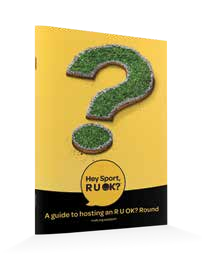 Hey Sport,
R U OK?
A guide to hosting an R U OK? Round